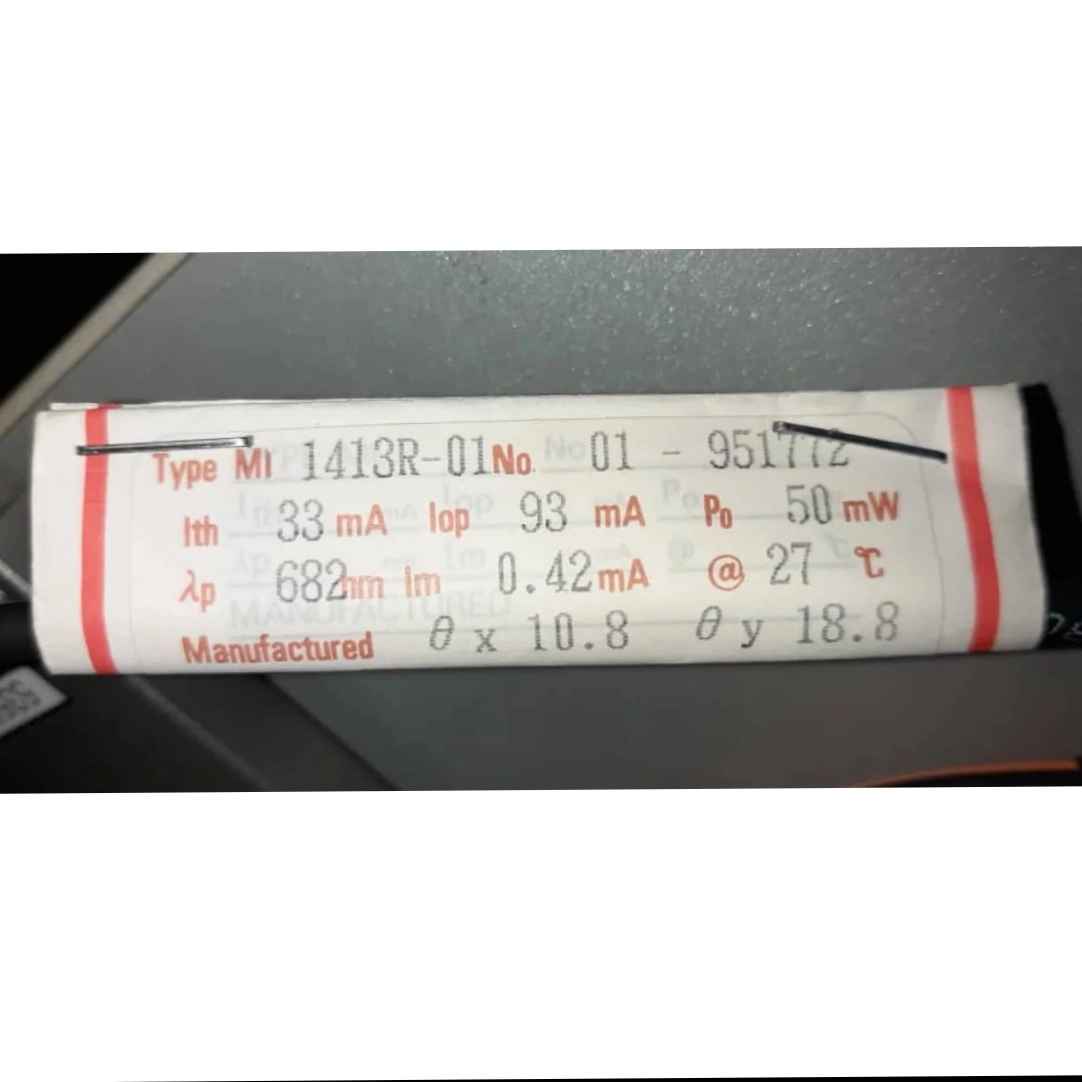 Type Ml 1413R-01 No. 01 - 951772
Ith 33 mA Iop 93 mA Po 50 mW
λp 682nm Im 0.42mA @ 27 ℃
Manufactured θ x 10.8 θ y 18.8